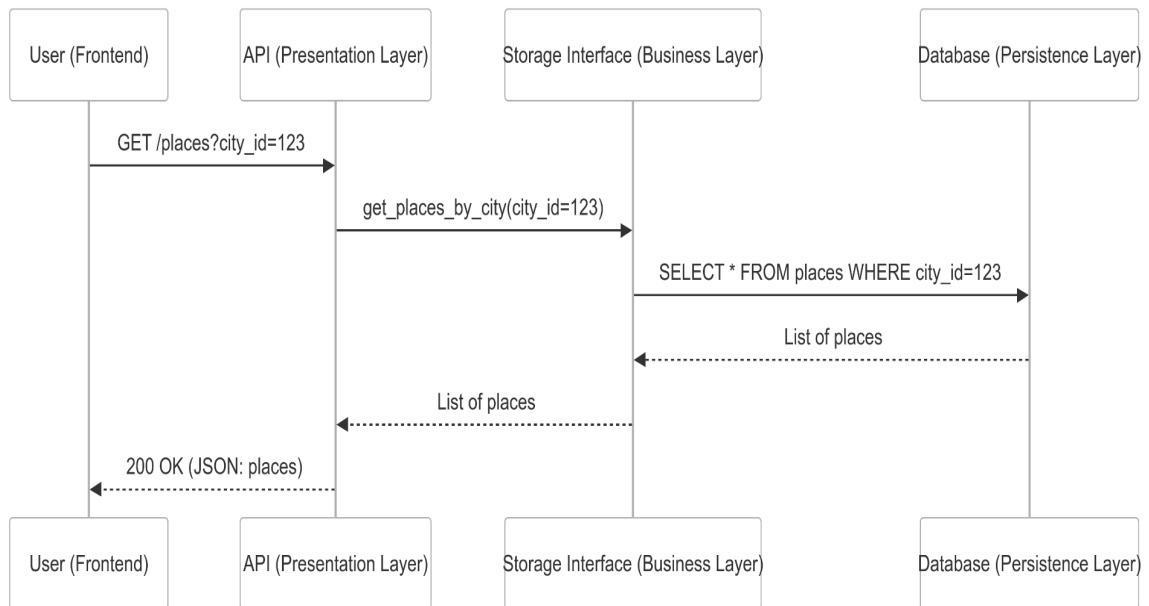 User (Frontend)
API (Presentation Layer)
Storage Interface (Business Layer)
Database (Persistence Layer)
GET /places?city_id=123
get_places_by_city(city_id=123)
SELECT * FROM places WHERE city_id=123
List of places
List of places
200 OK (JSON: places)
User (Frontend)
API (Presentation Layer)
Storage Interface (Business Layer)
Database (Persistence Layer)